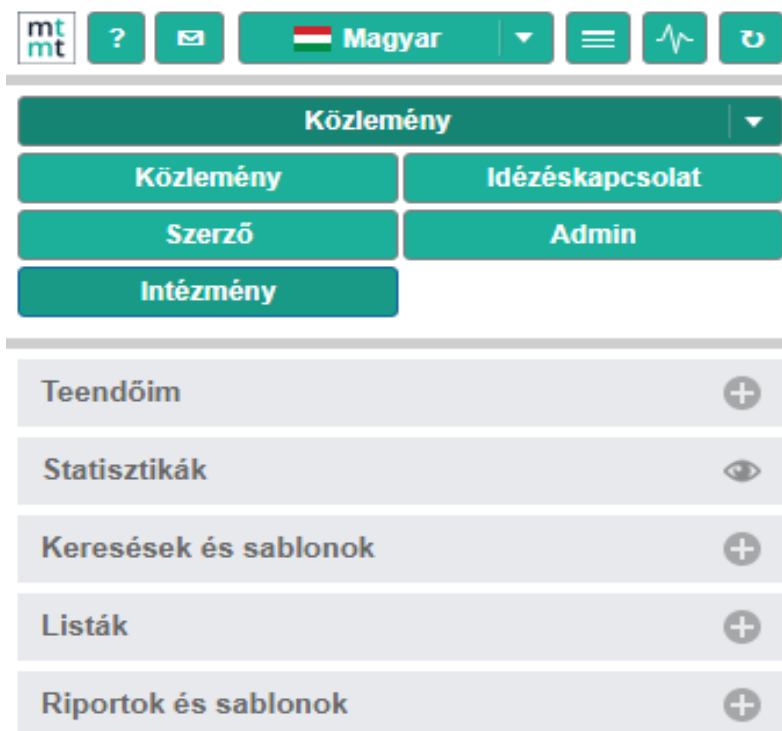 mt
mt ? Magyar
Közlemény
Közlemény Idézéskapcsolat
Szerző Admin
Intézmény
Teendőim
Statisztikák
Keresések és sablonok
Listák
Riportok és sablonok